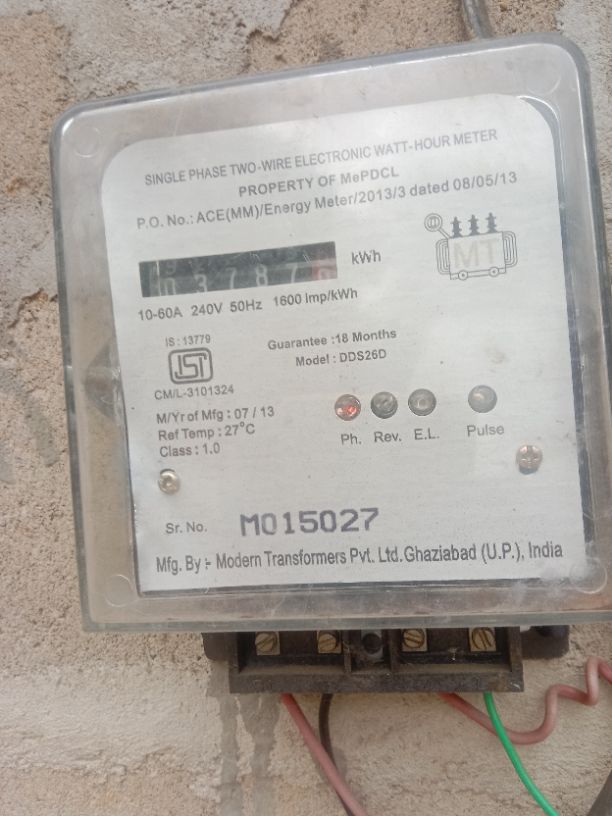 SINGLE PHASE TWO-WIRE ELECTRONIC WATT-HOUR METER
PROPERTY OF MePDCL
P.O. No.: ACE(MM)/Energy Meter/2013/3 dated 08/05/13
kWh
MT
10-60A 240V 50Hz 1600 Imp/kWh
IS : 13779
ISI
CM/L-3101324
Guarantee :18 Months
Model : DDS26D
M/Yr of Mfg : 07 / 13
Ref Temp : 27°C
Class : 1.0
Ph. Rev. E.L. Pulse
Sr. No. M015027
Mfg. By :- Modern Transformers Pvt. Ltd.Ghaziabad (U.P.), India